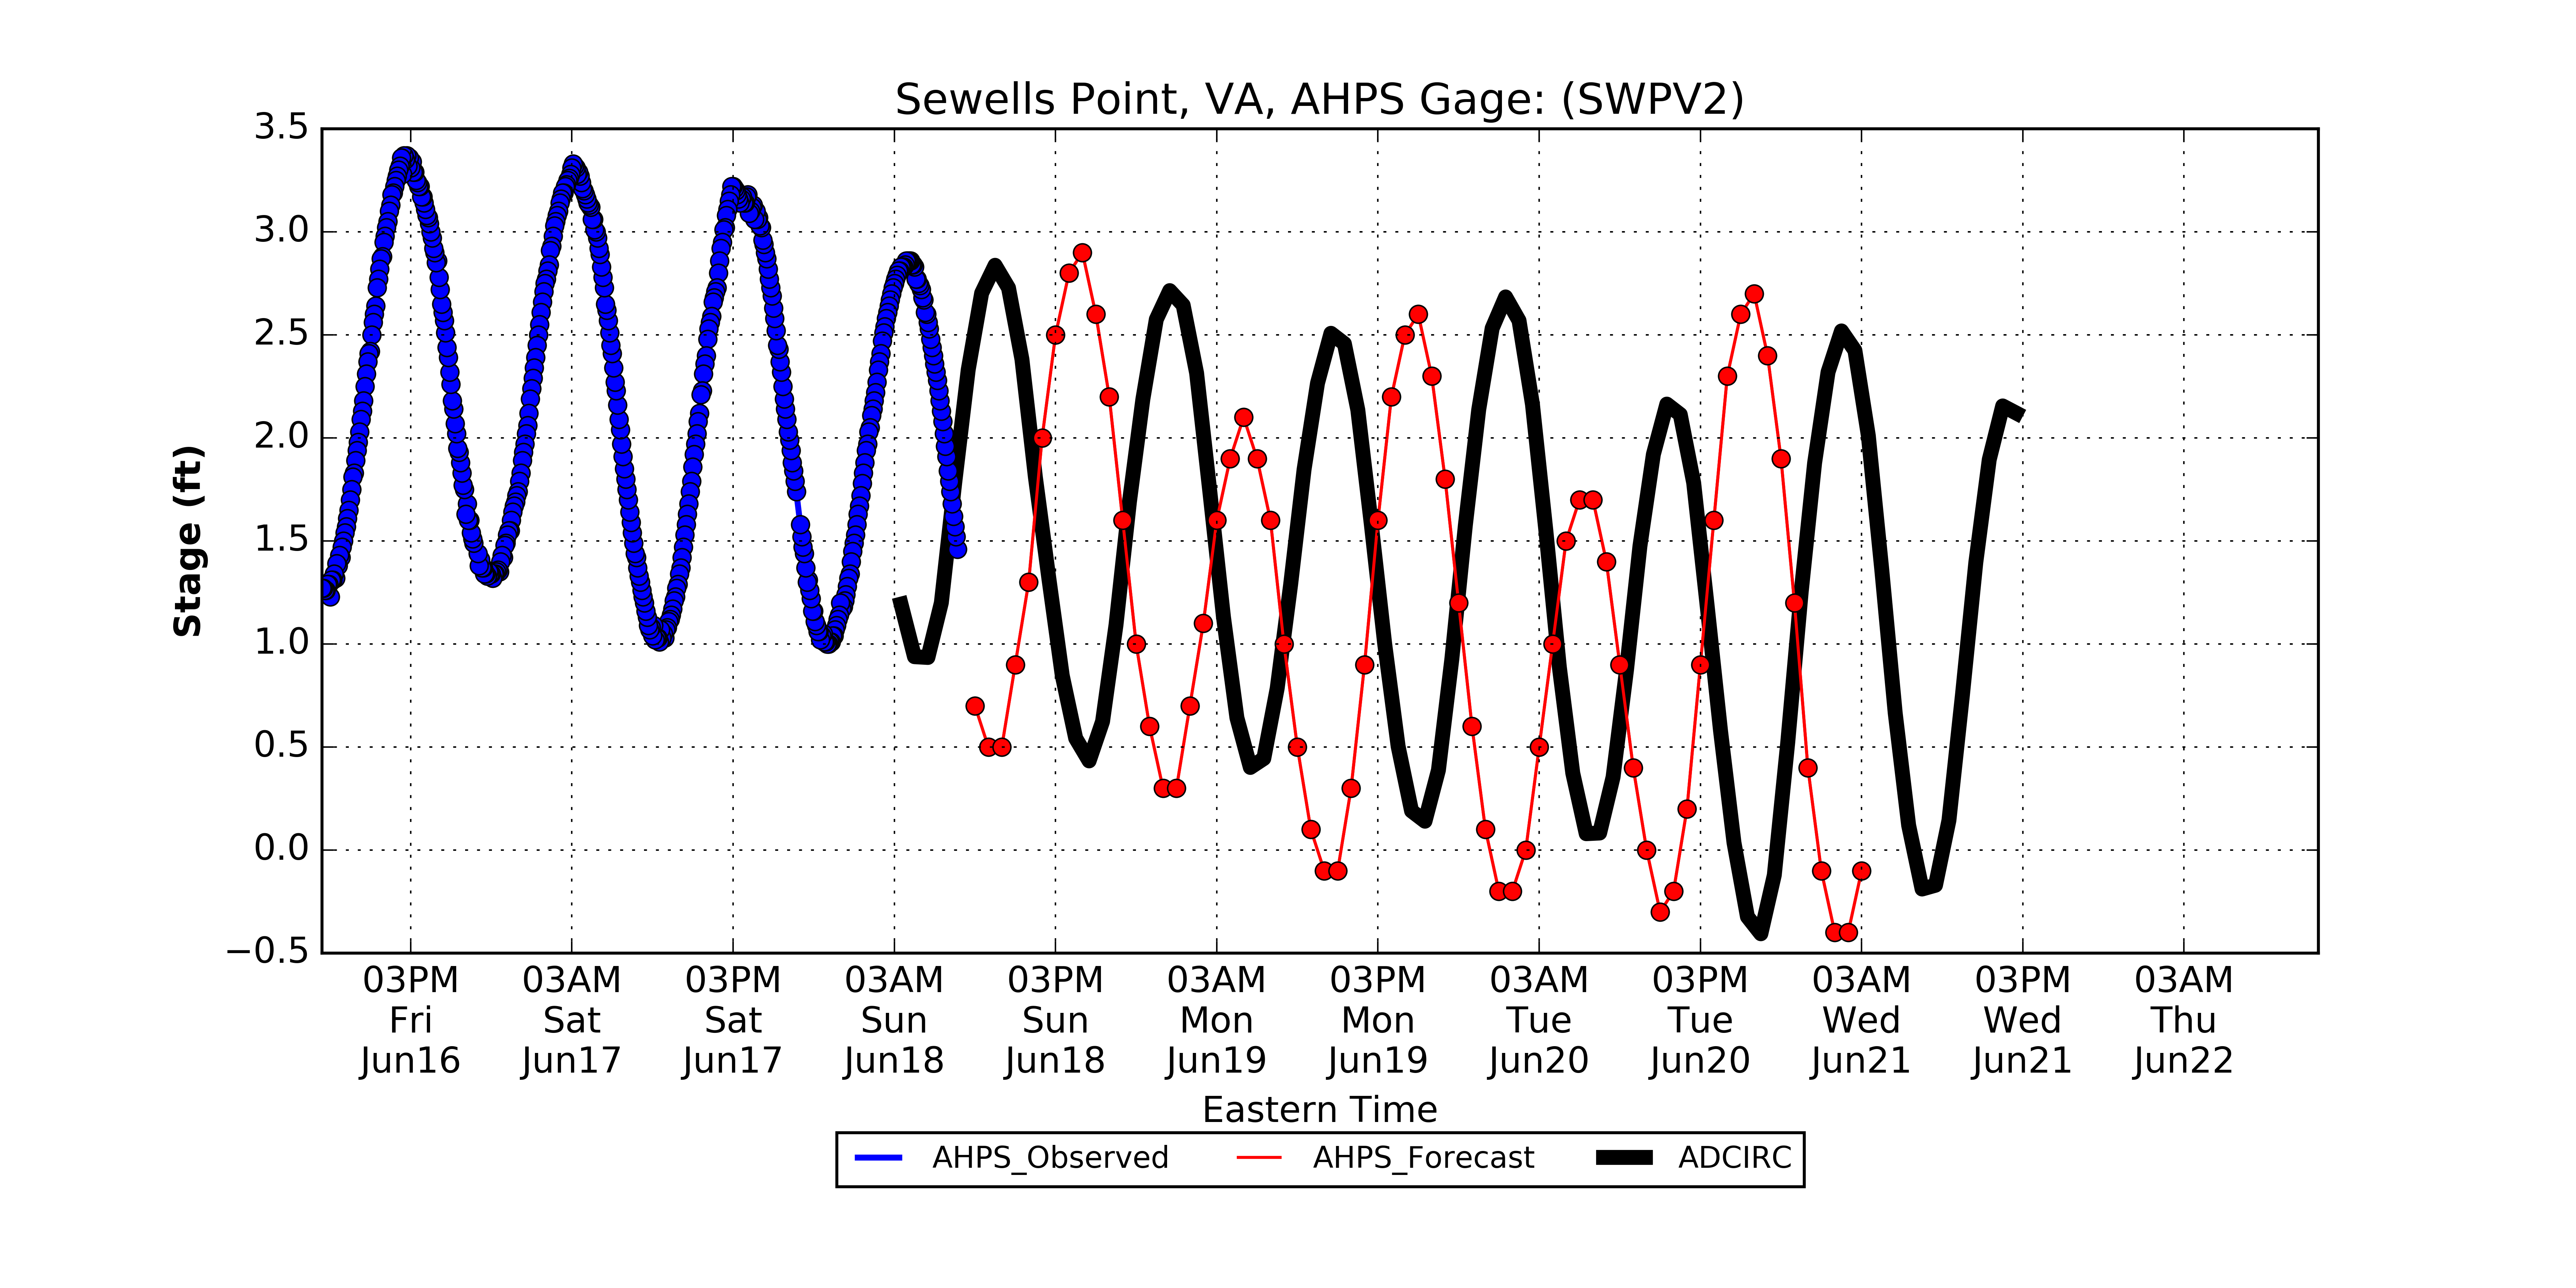 Sewells Point, VA, AHPS Gage: (SWPV2)
3.5
3.0
2.5
2.0
1.5
1.0
0.5
0.0
−0.5
Stage (ft)
03PM 03AM 03PM 03AM 03PM 03AM 03PM 03AM 03PM 03AM 03PM 03AM
Fri Sat Sat Sun Sun Mon Mon Tue Tue Wed Wed Thu
Jun16 Jun17 Jun17 Jun18 Jun18 Jun19 Jun19 Jun20 Jun20 Jun21 Jun21 Jun22
Eastern Time
AHPS_Observed AHPS_Forecast ADCIRC